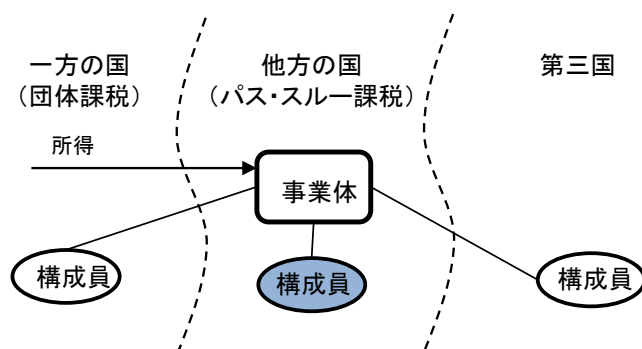 一方の国
（団体課税）
他方の国
（パス・スルー課税）
第三国
所得
事業体
構成員
構成員
構成員